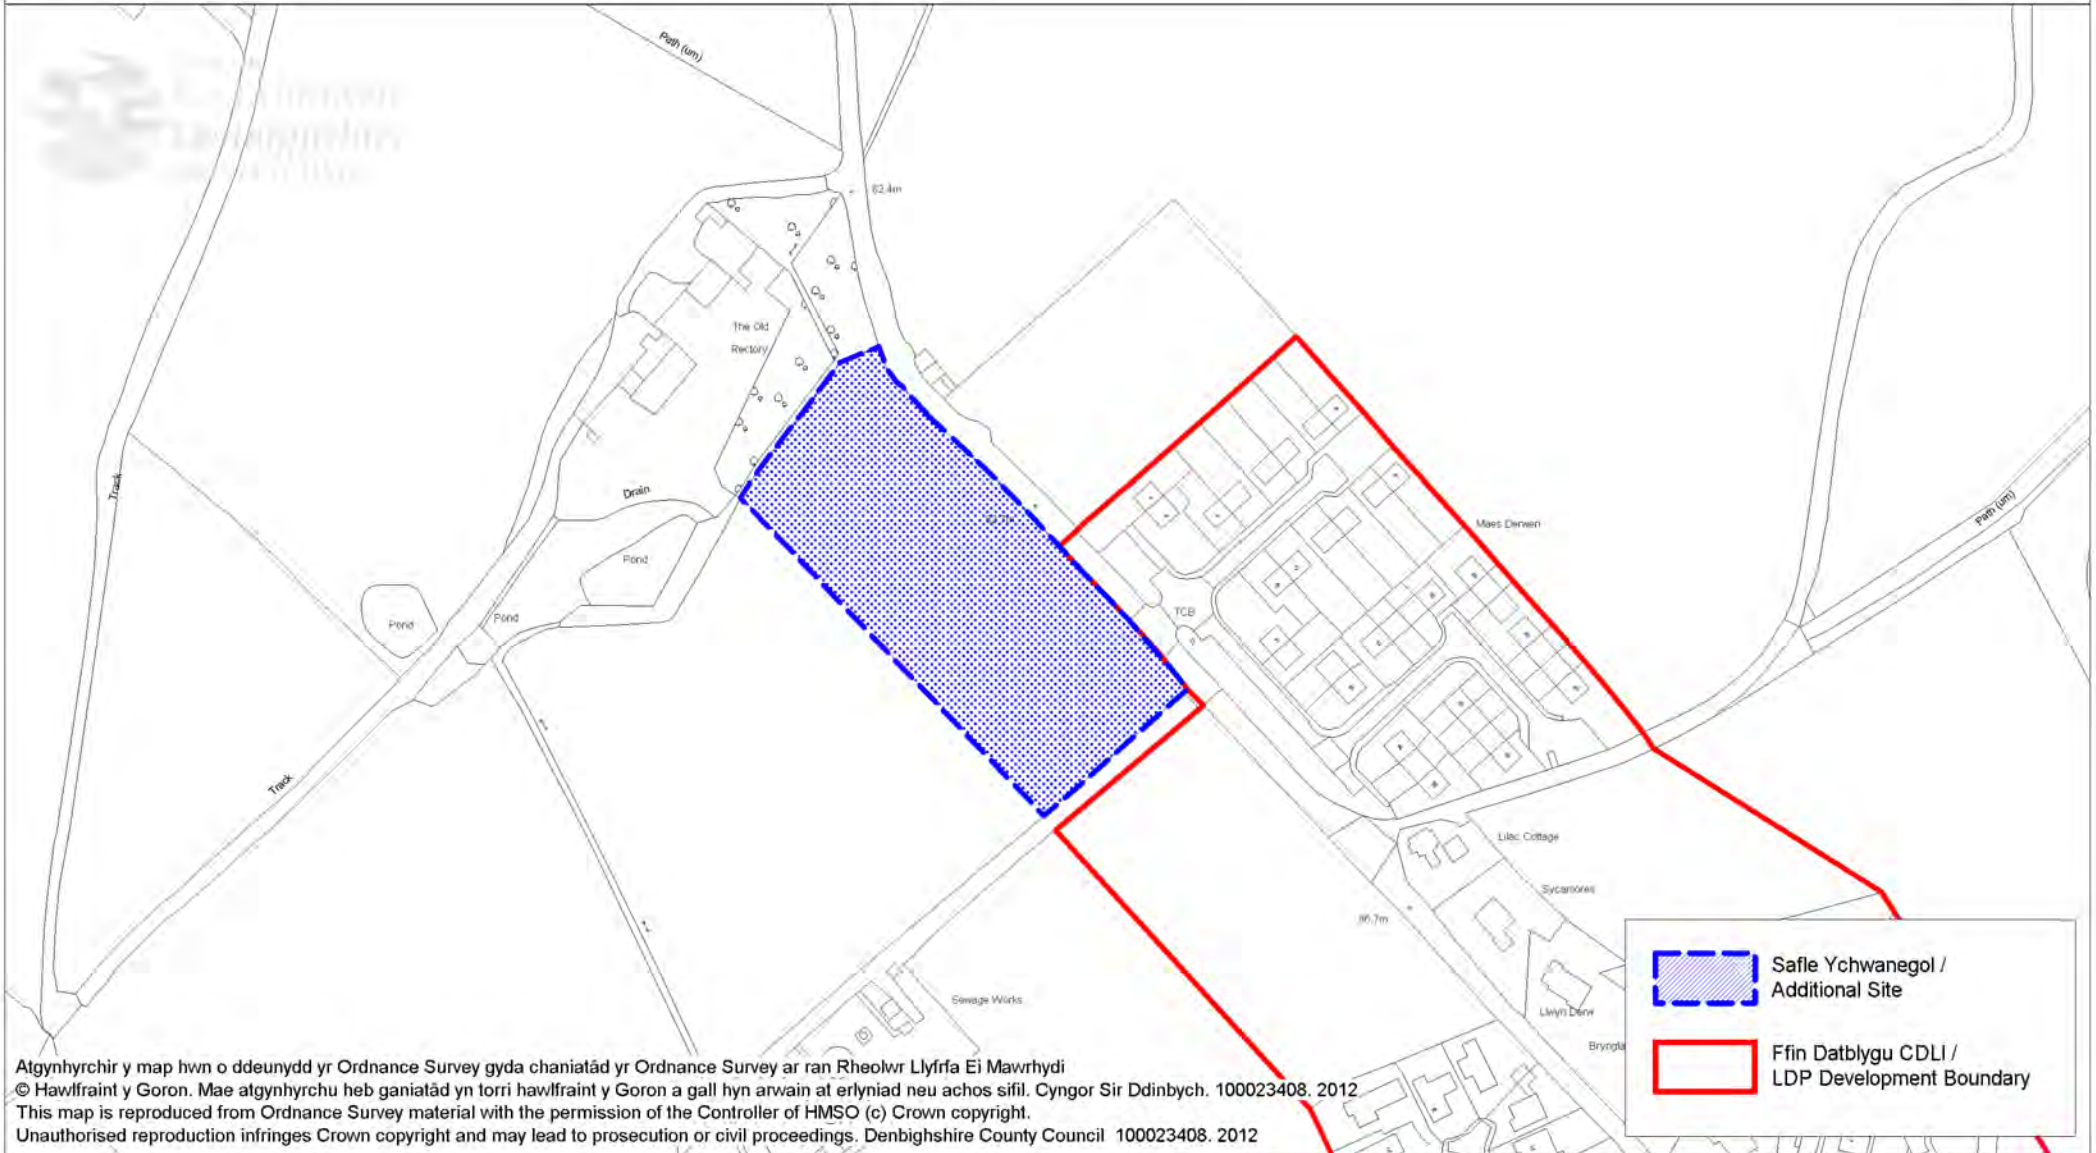 Path (um)
82.4m
The Old
Rectory
Track
Drain
Pond
Pond
Pond
Maes Derwen
Path (um)
TCB
Track
Lilac Cottage
Sycamores
86.7m
Llwyn Derw
Sewage Works
Safle Ychwanegol /
Additional Site
Ffin Datblygu CDLl /
LDP Development Boundary
Atgynhyrchir y map hwn o ddeunydd yr Ordnance Survey gyda chaniatâd yr Ordnance Survey ar ran Rheolwr Llyfrfa Ei Mawrhydi
© Hawlfraint y Goron. Mae atgynhyrchu heb ganiatâd yn torri hawlfraint y Goron a gall hyn arwain at erlyniad neu achos sifil. Cyngor Sir Ddinbych. 100023408. 2012
This map is reproduced from Ordnance Survey material with the permission of the Controller of HMSO (c) Crown copyright.
Unauthorised reproduction infringes Crown copyright and may lead to prosecution or civil proceedings. Denbighshire County Council 100023408. 2012